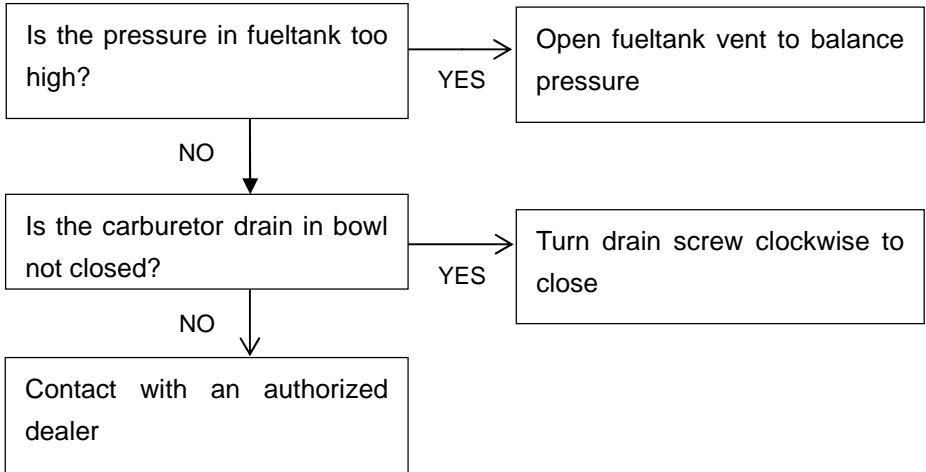 Is the pressure in fueltank too
high?
YES
Open fueltank vent to balance
pressure
NO
Is the carburetor drain in bowl
not closed?
YES
Turn drain screw clockwise to
close
NO
Contact with an authorized
dealer